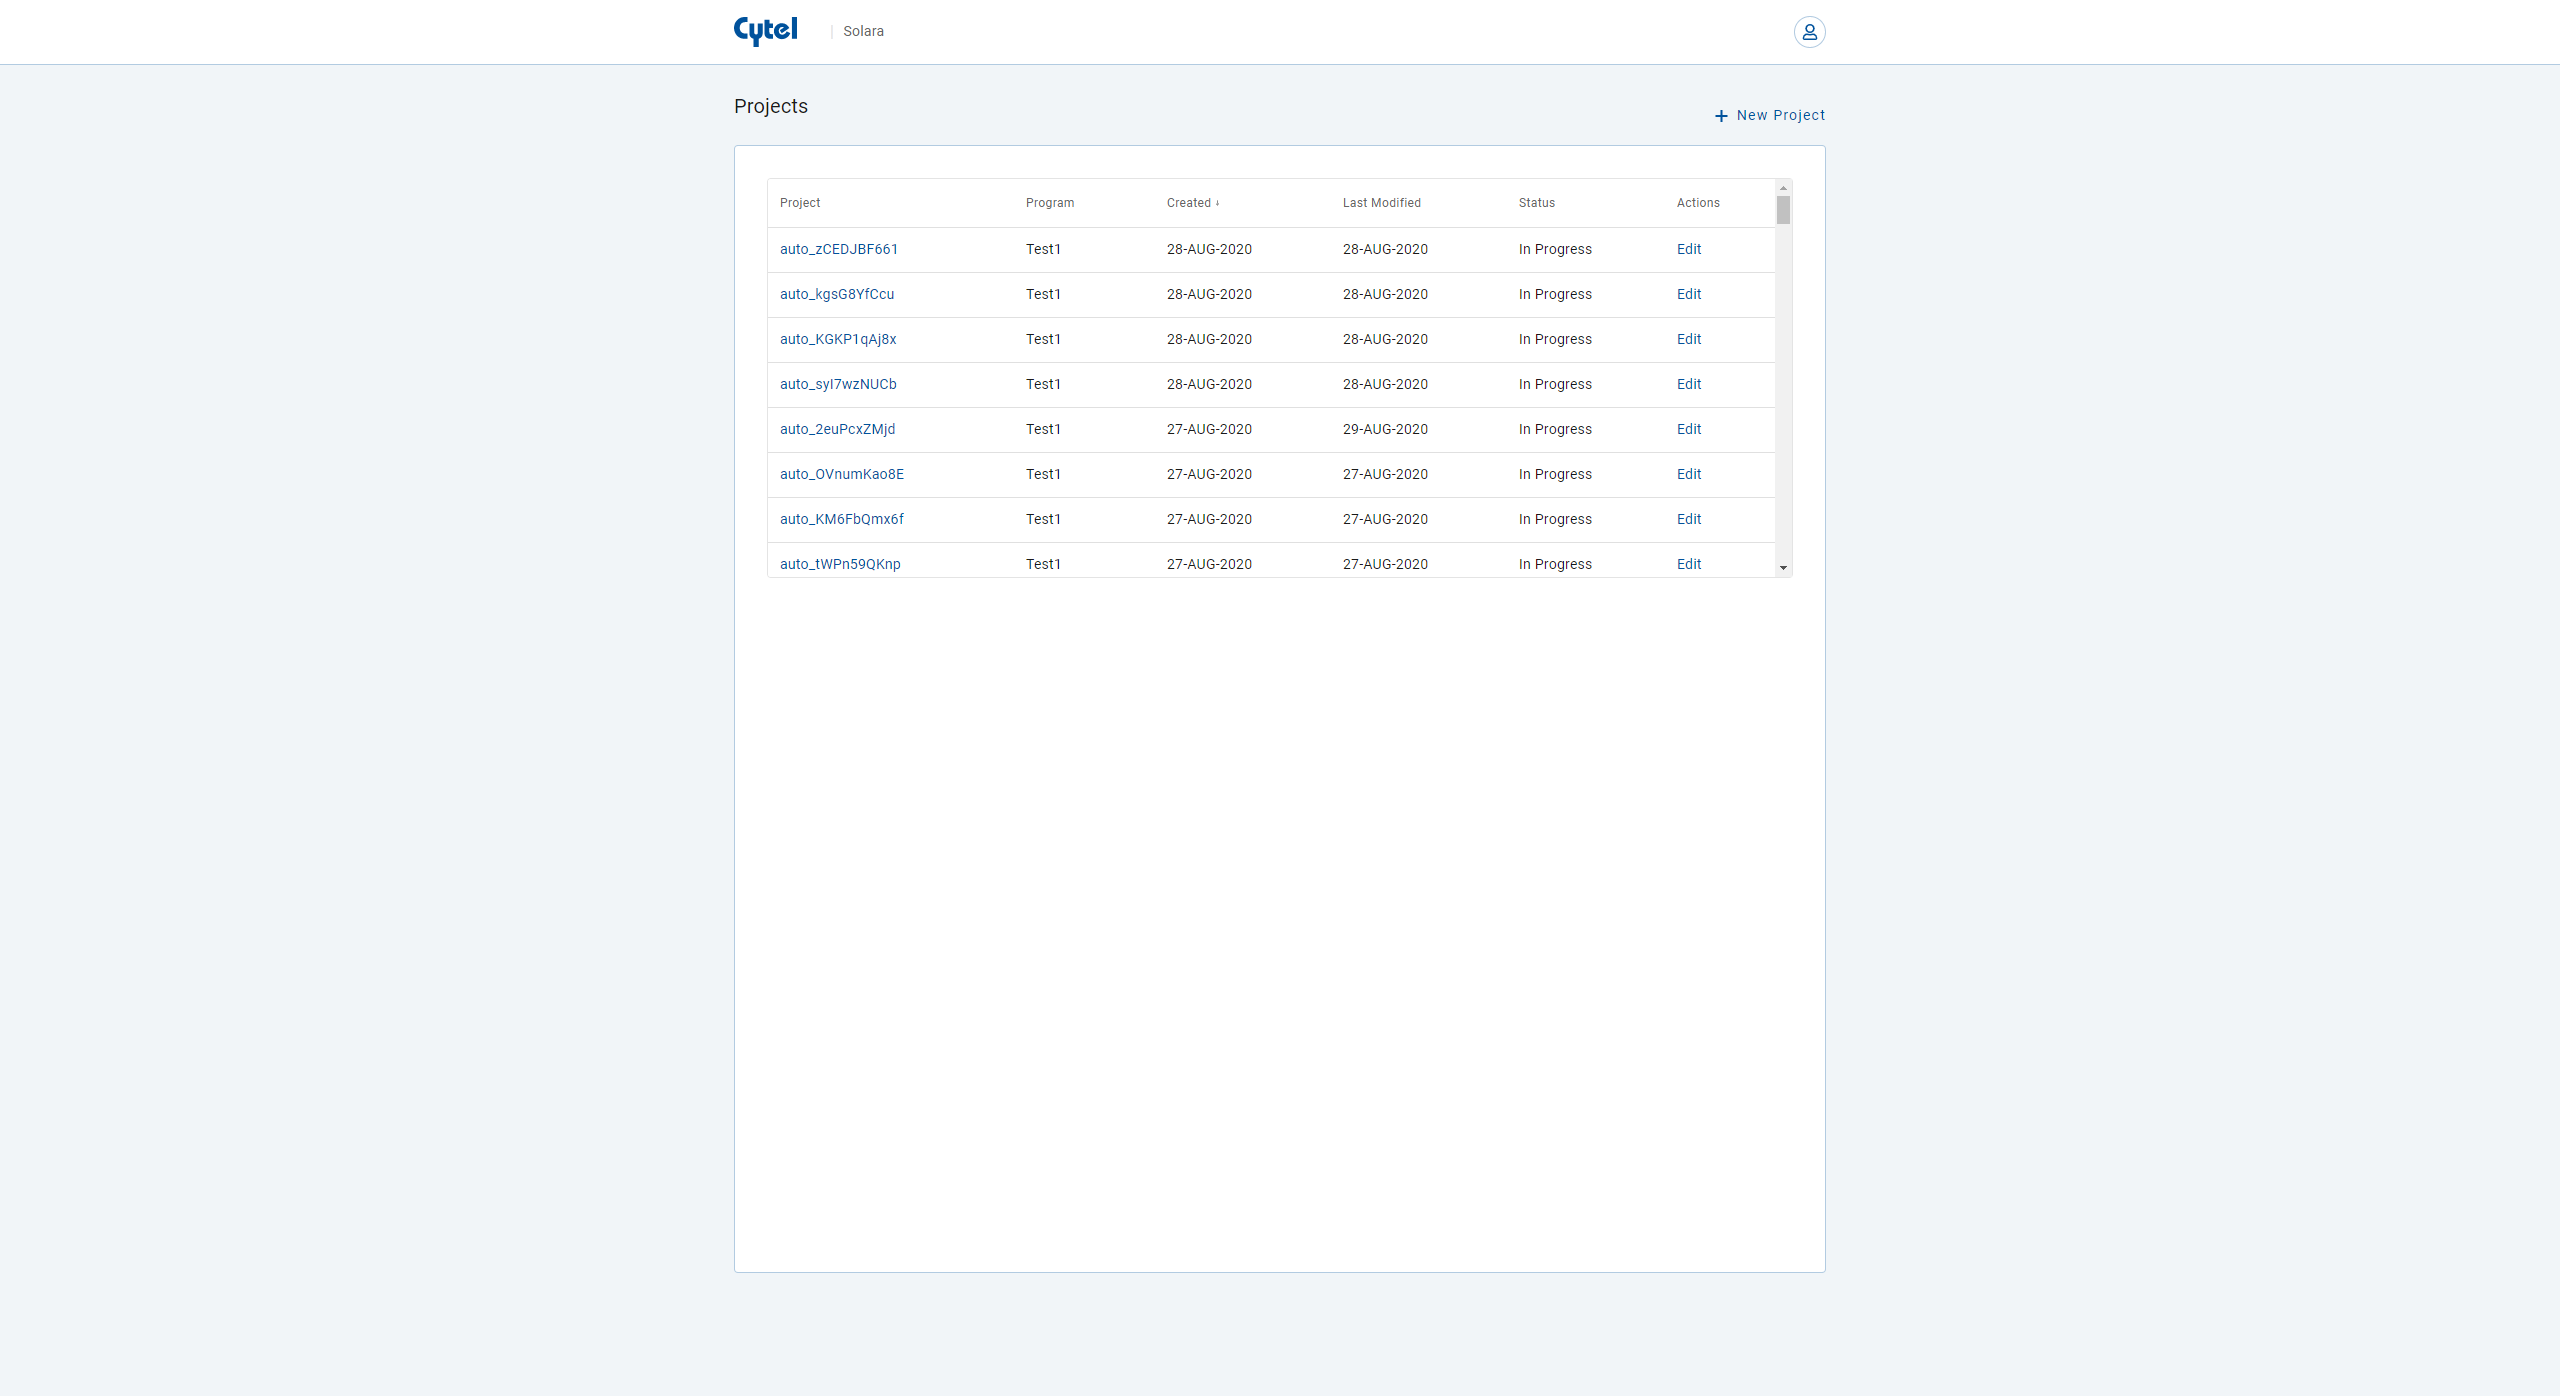 Cytel | Solara
Projects
+ New Project
Project Program Created ↓ Last Modified Status Actions
auto_zCEDJBF661 Test1 28-AUG-2020 28-AUG-2020 In Progress Edit
auto_kgsG8YfCcu Test1 28-AUG-2020 28-AUG-2020 In Progress Edit
auto_KGKP1qAj8x Test1 28-AUG-2020 28-AUG-2020 In Progress Edit
auto_syI7wzNUCb Test1 28-AUG-2020 28-AUG-2020 In Progress Edit
auto_2euPcxZMjd Test1 27-AUG-2020 29-AUG-2020 In Progress Edit
auto_OVnumKao8E Test1 27-AUG-2020 27-AUG-2020 In Progress Edit
auto_KM6FbQmx6f Test1 27-AUG-2020 27-AUG-2020 In Progress Edit
auto_tWPn59QKnp Test1 27-AUG-2020 27-AUG-2020 In Progress Edit